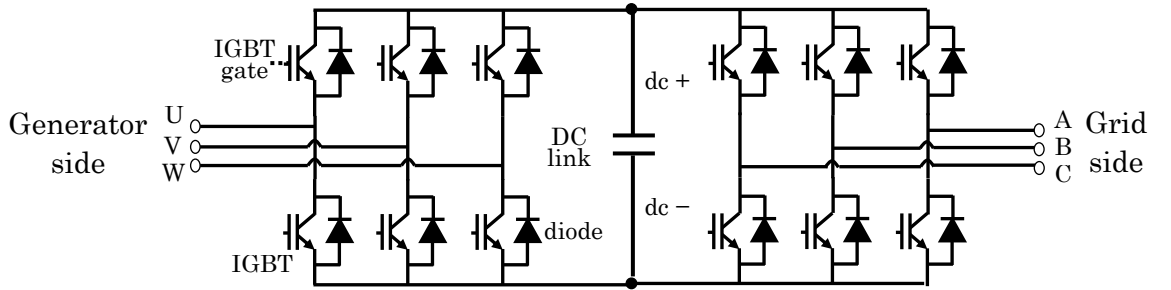 IGBT
gate
Generator
side
U
V
W
IGBT
diode
dc +
DC
link
dc −
A
B
C
Grid
side